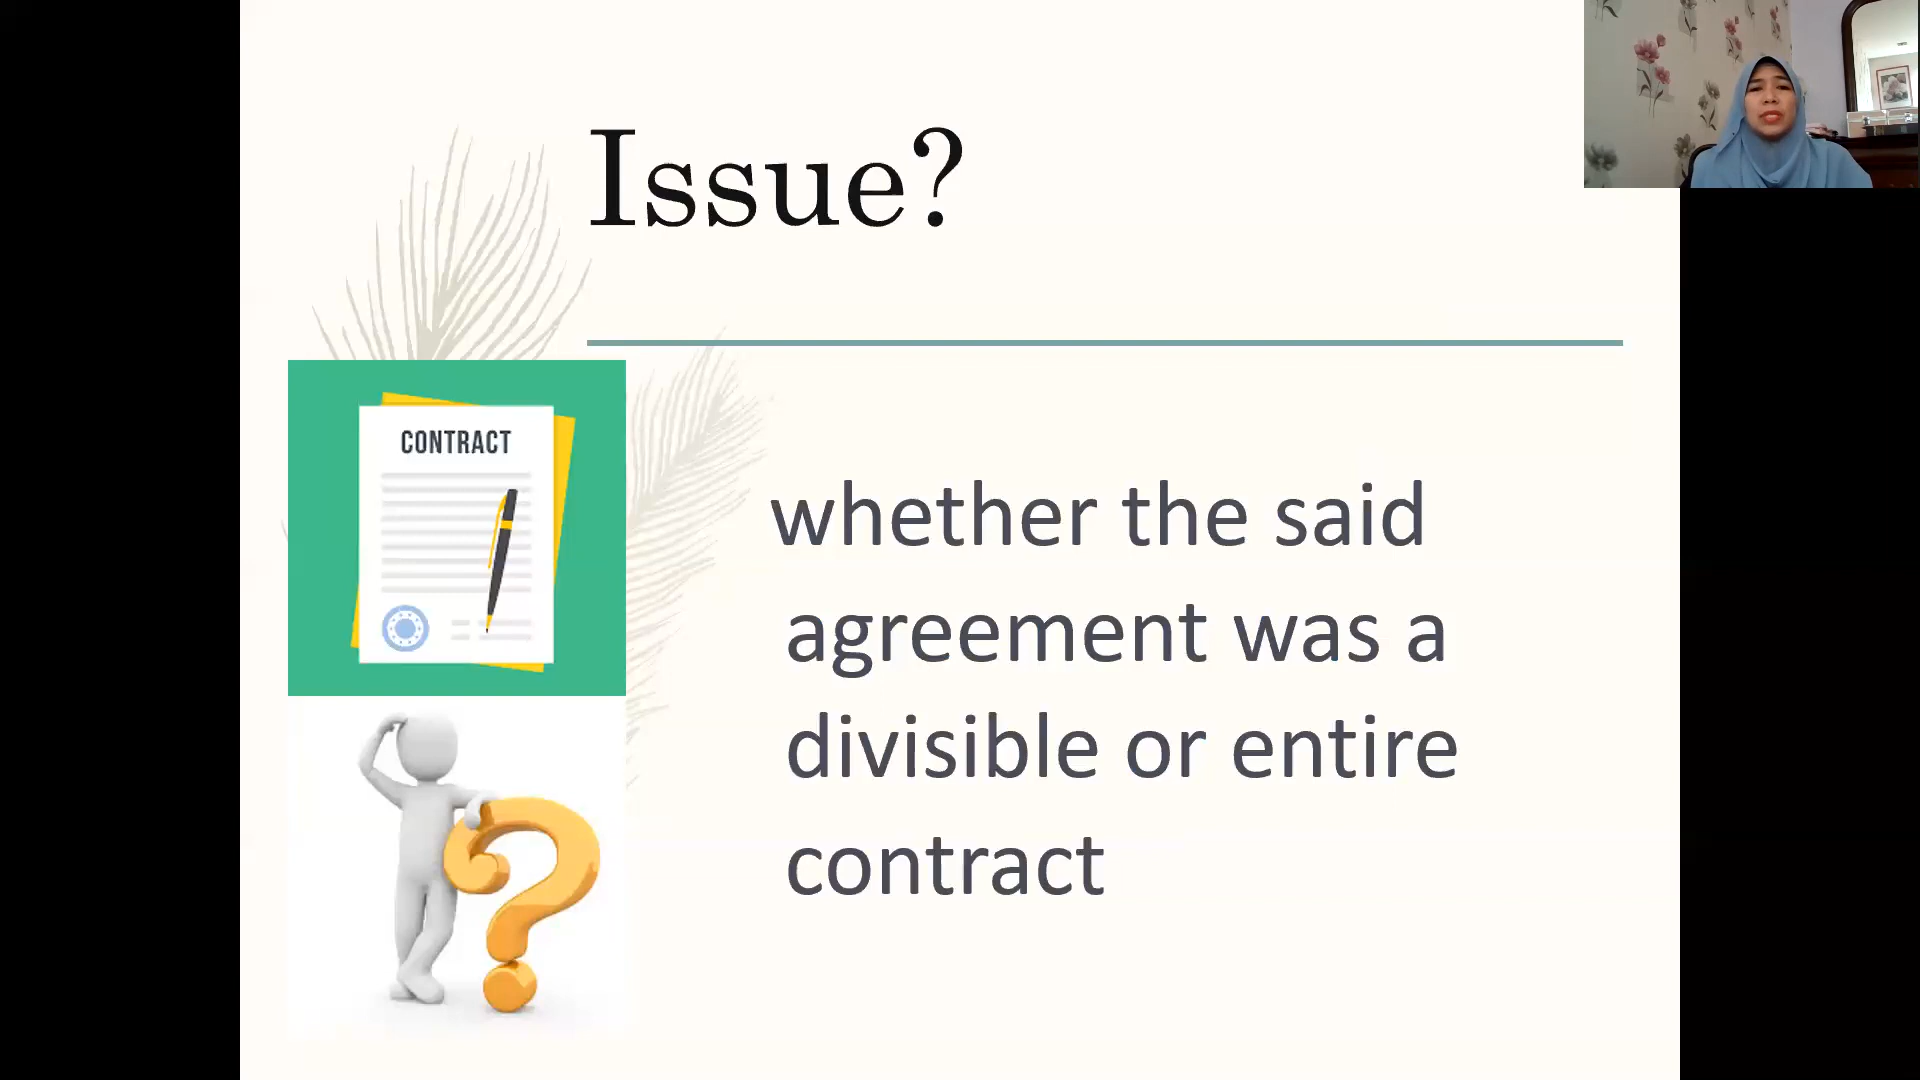 Issue?
CONTRACT
whether the said
agreement was a
divisible or entire
contract